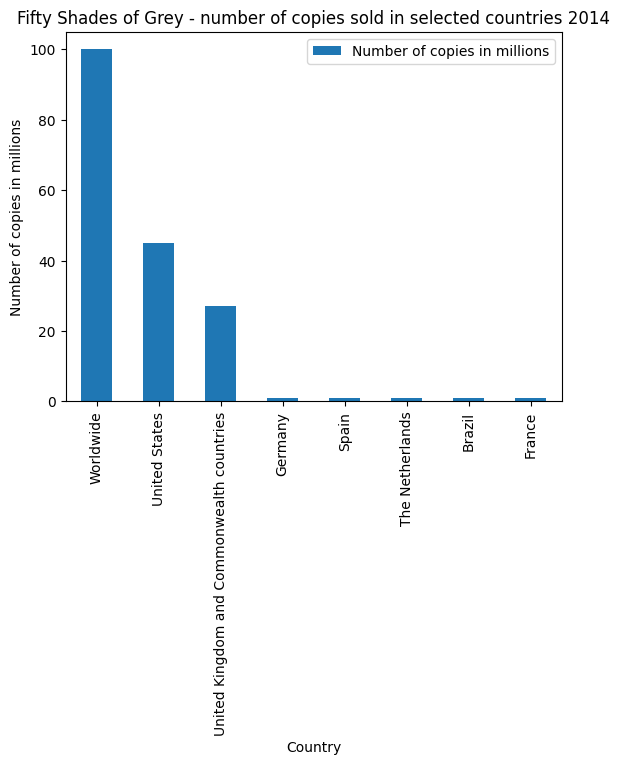 Fifty Shades of Grey - number of copies sold in selected countries 2014
Number of copies in millions
Number of copies in millions
100
80
60
40
20
0
Worldwide
United States
United Kingdom and Commonwealth countries
Germany
Spain
The Netherlands
Brazil
France
Country